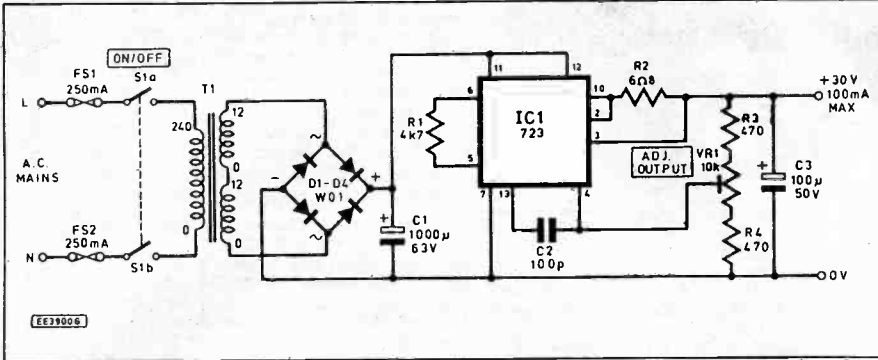 ON/OFF
FS1
250mA
S1a
T1
L
240
12
0
12
0
0
A.C.
MAINS
FS2
250mA
N
S1b
~
~
-
+
D1-D4
W01
+
C1
1000µ
63V
R1
4k7
6
5
11
12
10
2
3
7
13
4
IC1
723
R2
6Ω8
C2
100p
ADJ.
OUTPUT
VR1
10k
R3
470
R4
470
+
C3
100µ
50V
+30V
100mA
MAX
0V
EE39006